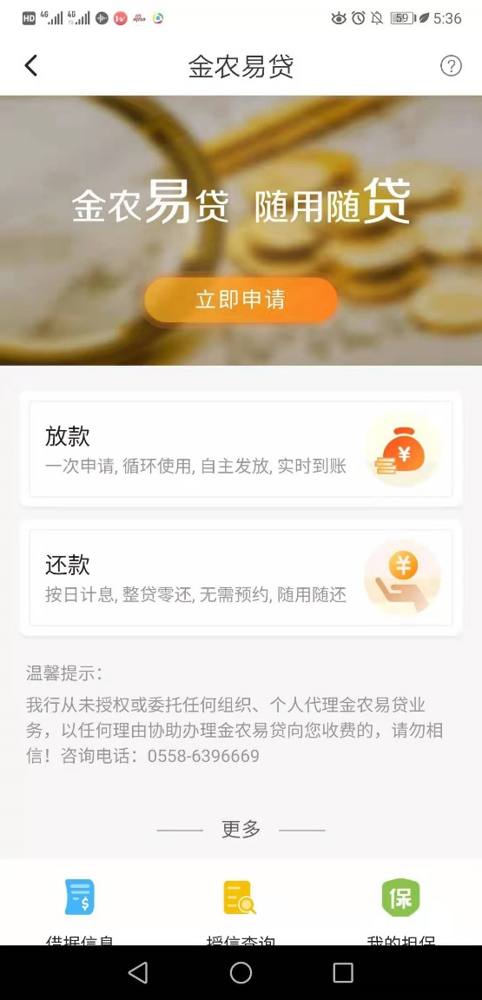 HD 4G 4G 59 5:36
金农易贷
金农易贷 随用随贷
立即申请
放款
一次申请, 循环使用, 自主发放, 实时到账
还款
按日计息, 整贷零还, 无需预约, 随用随还
温馨提示：
我行从未授权或委托任何组织、个人代理金农易贷业
务，以任何理由协助办理金农易贷向您收费的，请勿相
信！咨询电话：0558-6396669
更多
保
借据信息 授信查询 我的担保